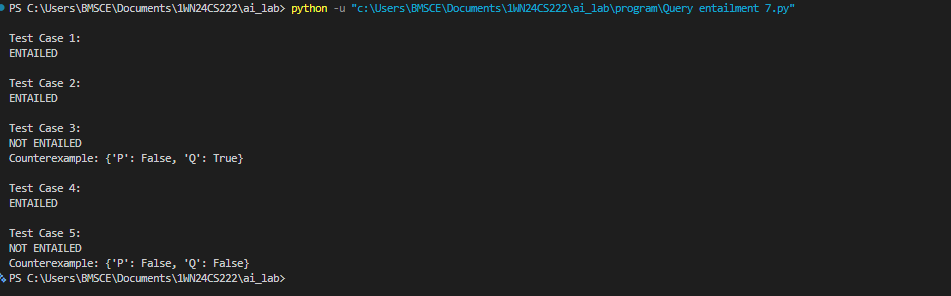 PS C:\Users\BMSCE\Documents\1WN24CS222\ai_lab> python -u "c:\Users\BMSCE\Documents\1WN24CS222\ai_lab\program\Query entailment 7.py"
Test Case 1:
ENTAILED
Test Case 2:
ENTAILED
Test Case 3:
NOT ENTAILED
Counterexample: {'P': False, 'Q': True}
Test Case 4:
ENTAILED
Test Case 5:
NOT ENTAILED
Counterexample: {'P': False, 'Q': False}
PS C:\Users\BMSCE\Documents\1WN24CS222\ai_lab>